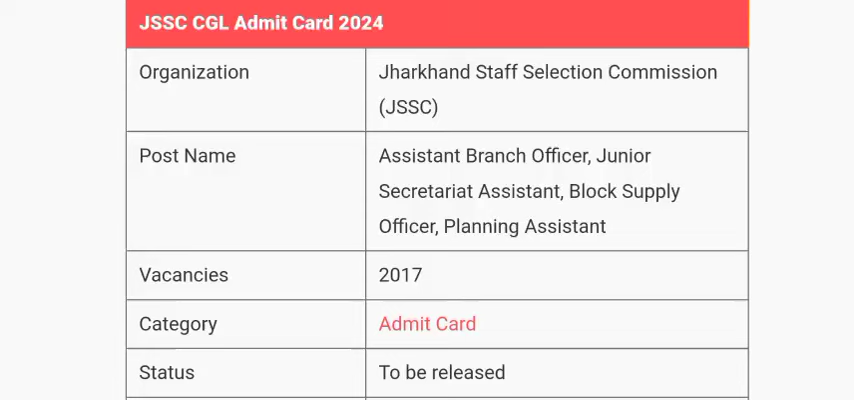 JSSC CGL Admit Card 2024
Organization
Jharkhand Staff Selection Commission
(JSSC)
Post Name
Assistant Branch Officer, Junior
Secretariat Assistant, Block Supply
Officer, Planning Assistant
Vacancies
2017
Category
Admit Card
Status
To be released